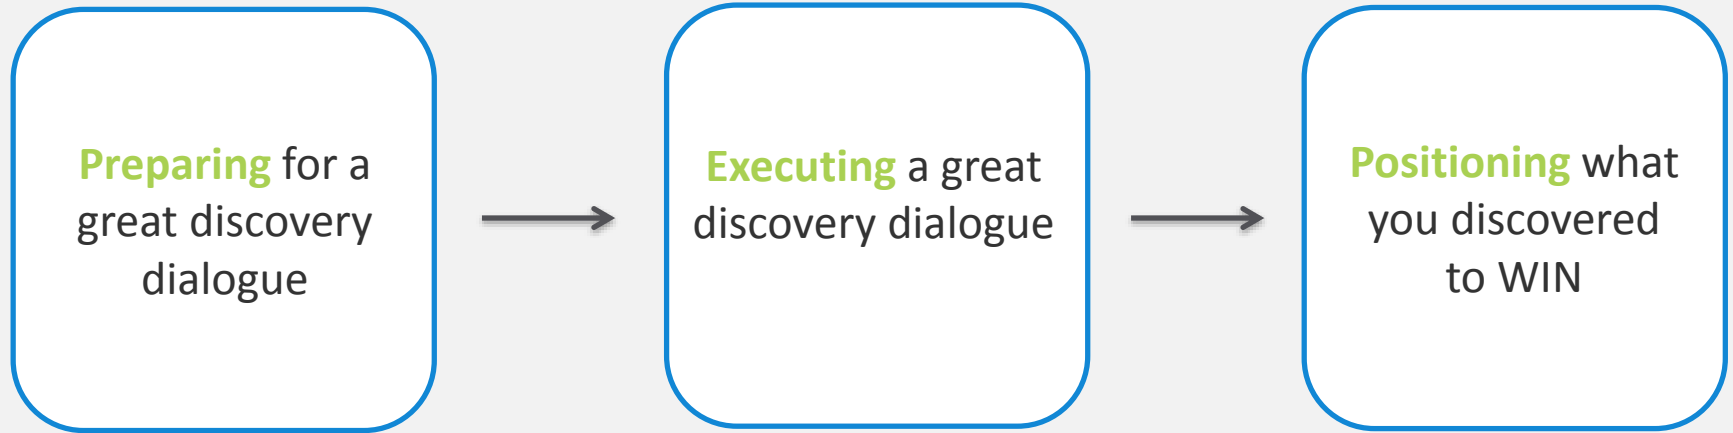 Preparing for a
great discovery
dialogue
Executing a great
discovery dialogue
Positioning what
you discovered
to WIN